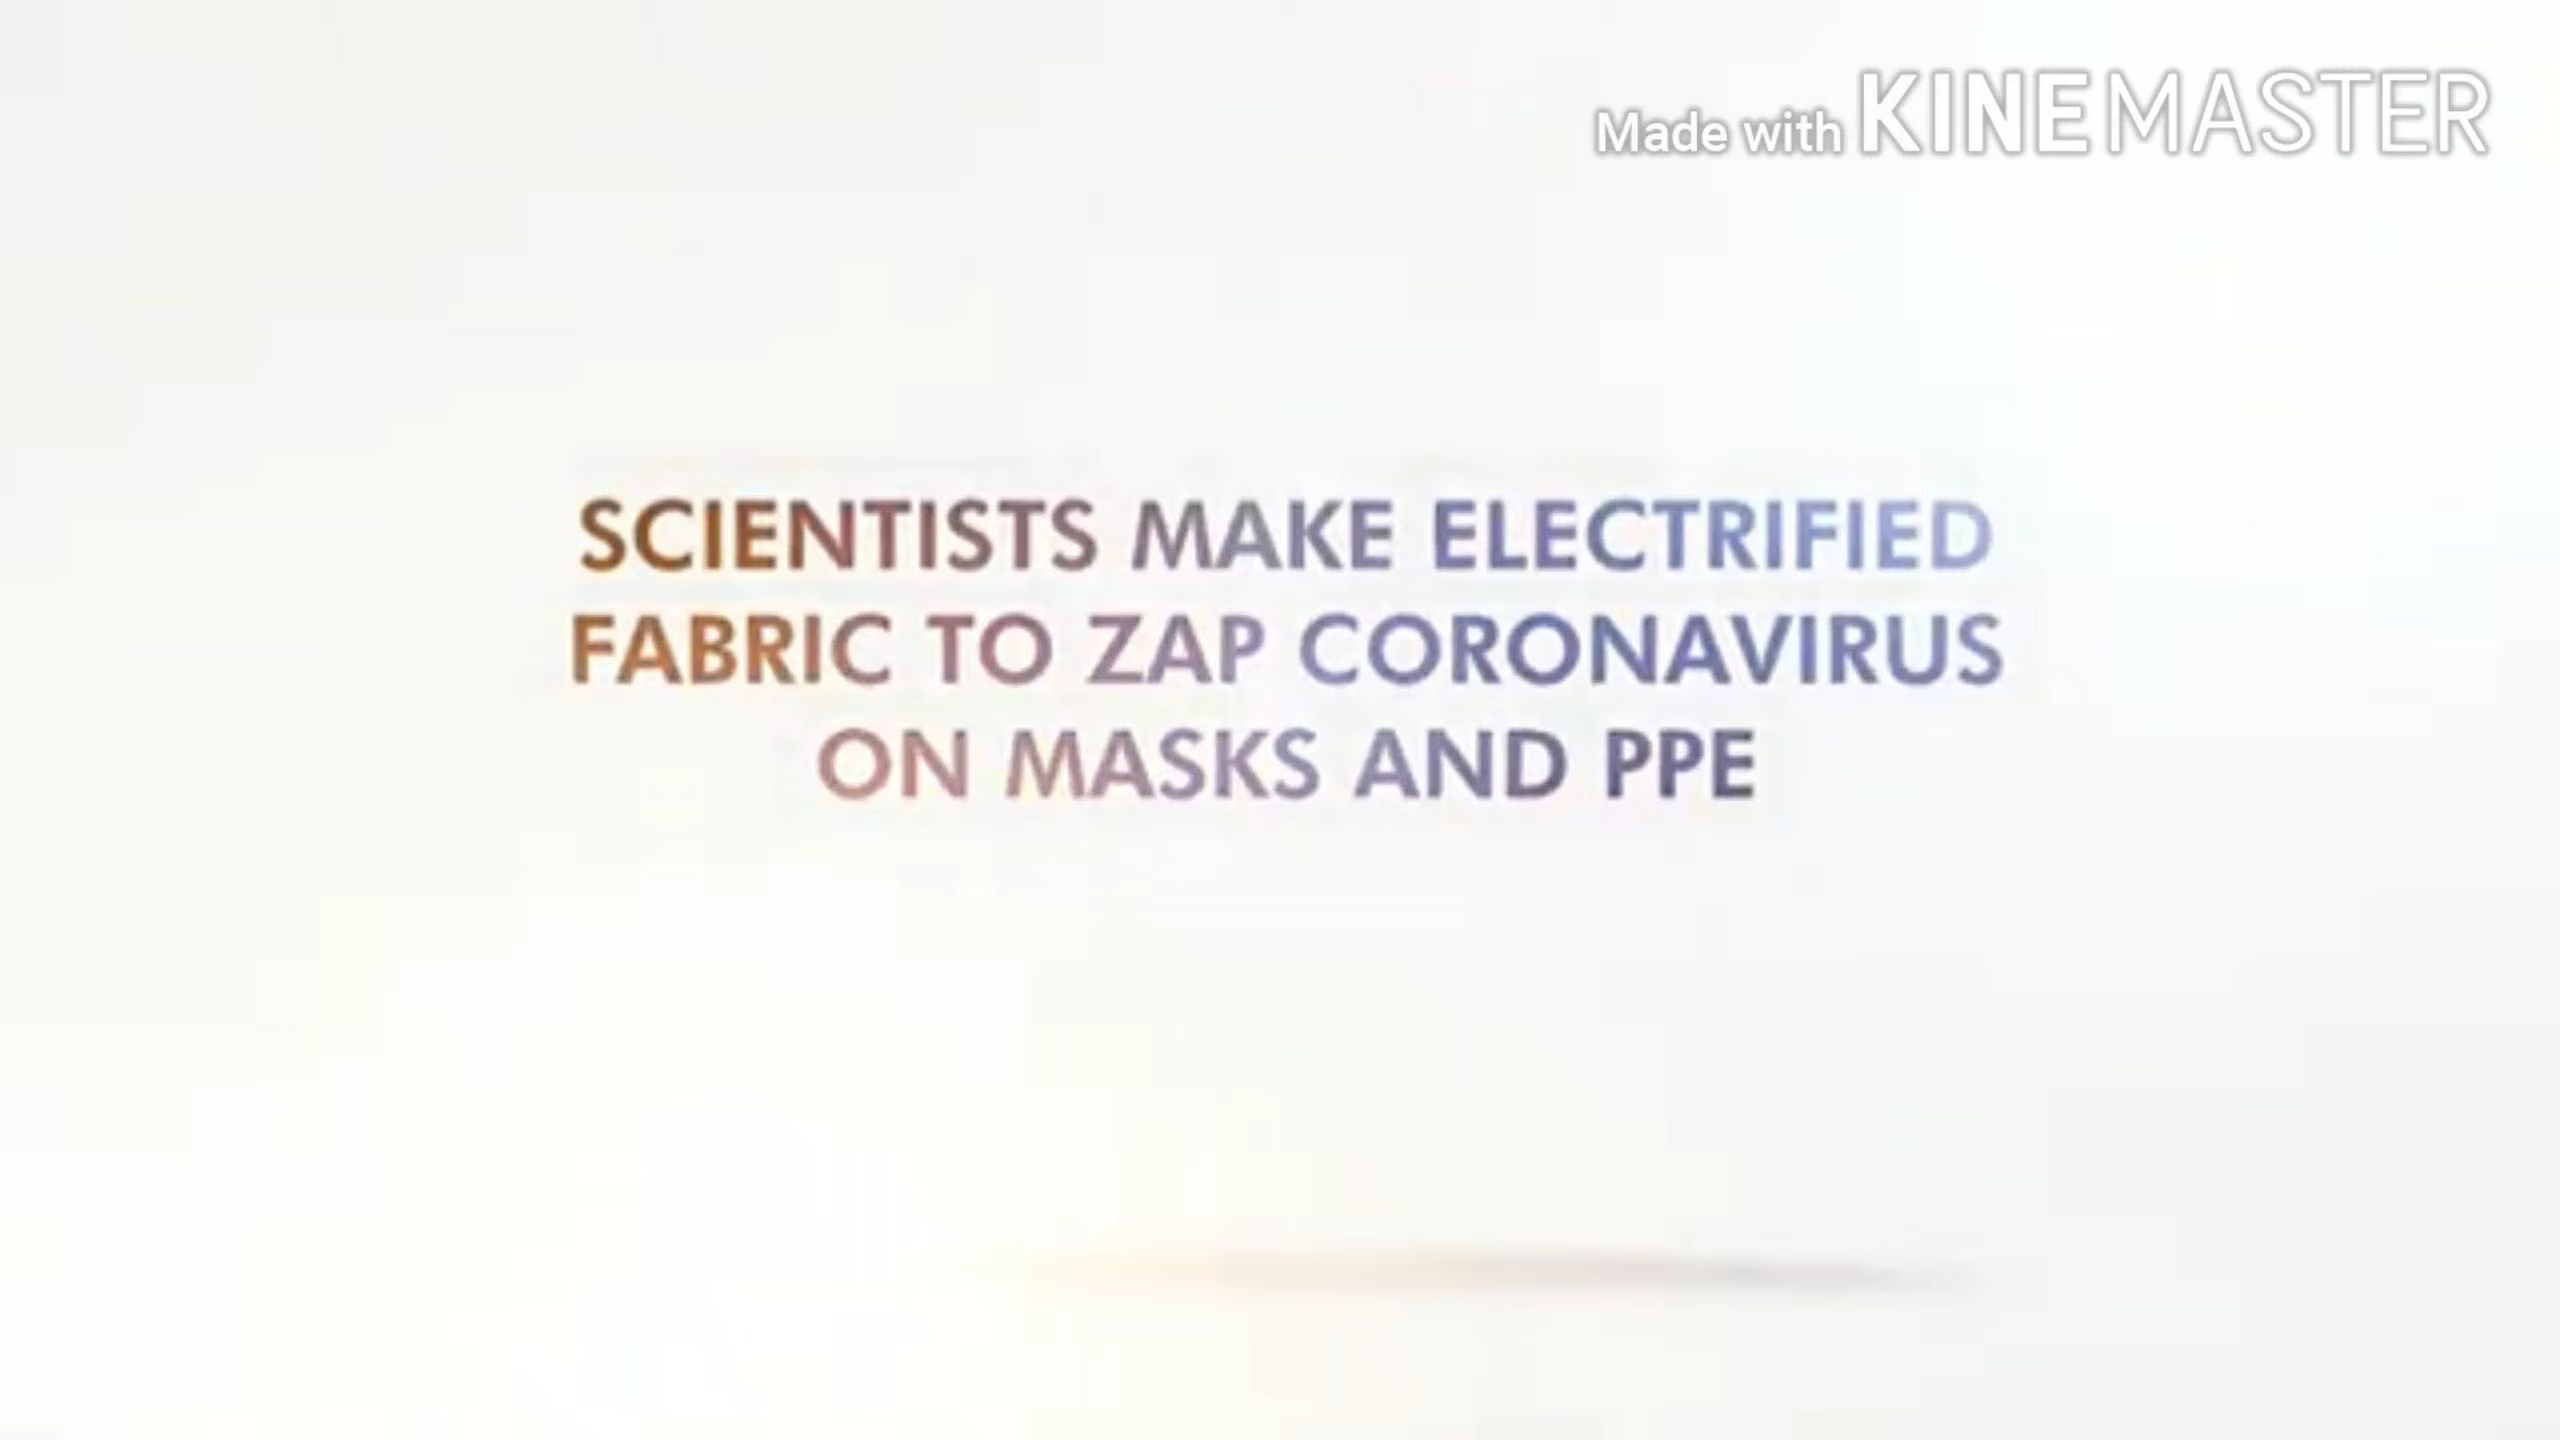 Made with KINEMASTER
SCIENTISTS MAKE ELECTRIFIED
FABRIC TO ZAP CORONAVIRUS
ON MASKS AND PPE